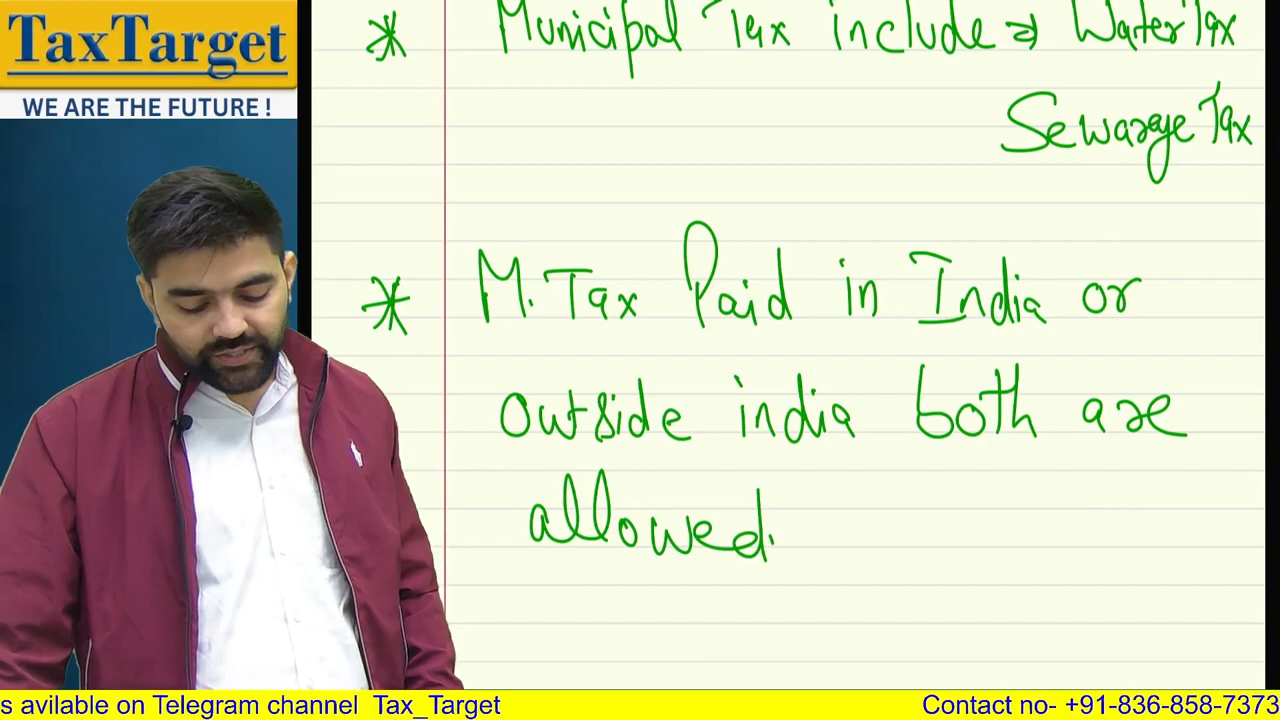 TaxTarget
WE ARE THE FUTURE !
* Municipal Tax include ⇒ Water Tax
Sewarage Tax
* M. Tax Paid in India or
outside india both are
allowed.
s avilable on Telegram channel Tax_Target
Contact no- +91-836-858-7373